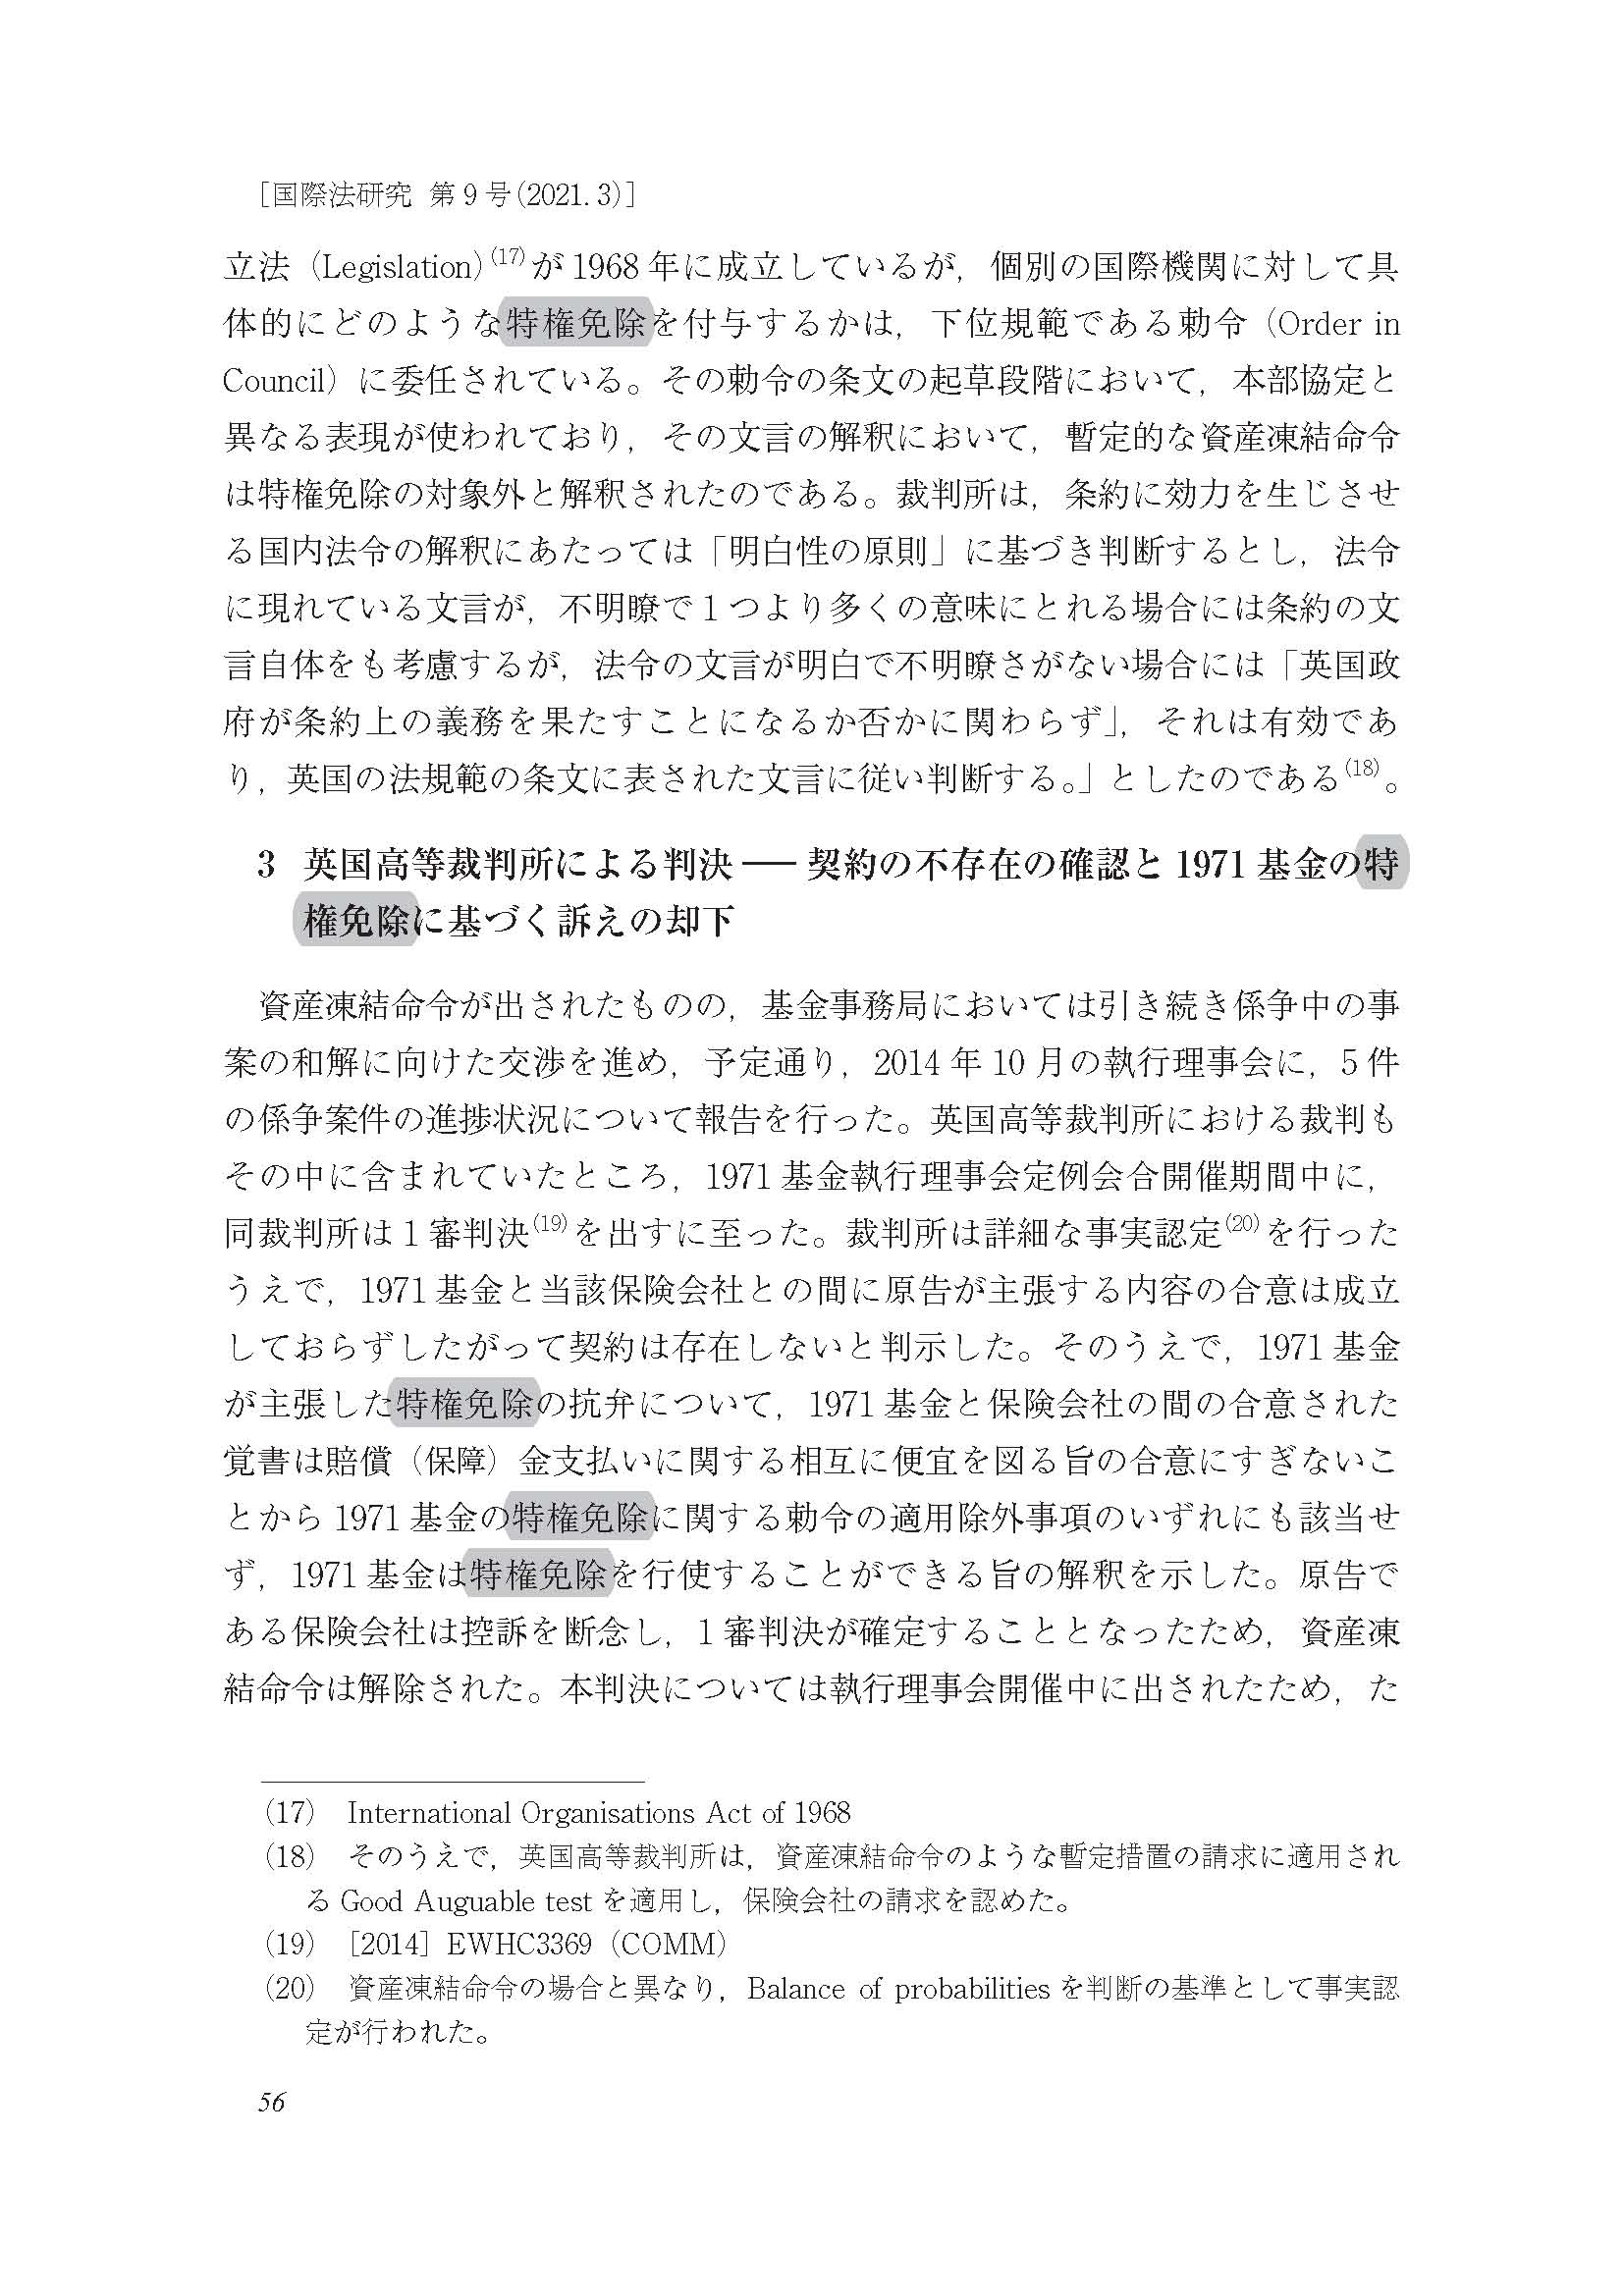 ［国際法研究 第9号(2021. 3)］
立法（Legislation）(17)が1968年に成立しているが，個別の国際機関に対して具
体的にどのような特権免除を付与するかは，下位規範である勅令（Order in
Council）に委任されている。その勅令の条文の起草段階において，本部協定と
異なる表現が使われており，その文言の解釈において，暫定的な資産凍結命令
は特権免除の対象外と解釈されたのである。裁判所は，条約に効力を生じさせ
る国内法令の解釈にあたっては「明白性の原則」に基づき判断するとし，法令
に現れている文言が，不明瞭で1つより多くの意味にとれる場合には条約の文
言自体をも考慮するが，法令の文言が明白で不明瞭さがない場合には「英国政
府が条約上の義務を果たすことになるか否かに関わらず」，それは有効であ
り，英国の法規範の条文に表された文言に従い判断する。」としたのである(18)。
3 英国高等裁判所による判決 ── 契約の不存在の確認と1971基金の特
権免除に基づく訴えの却下
資産凍結命令が出されたものの，基金事務局においては引き続き係争中の事
案の和解に向けた交渉を進め，予定通り，2014年10月の執行理事会に，5件
の係争案件の進捗状況について報告を行った。英国高等裁判所における裁判も
その中に含まれていたところ，1971基金執行理事会定例会合開催期間中に，
同裁判所は1審判決(19)を出すに至った。裁判所は詳細な事実認定(20)を行った
うえで，1971基金と当該保険会社との間に原告が主張する内容の合意は成立
しておらずしたがって契約は存在しないと判示した。そのうえで，1971基金
が主張した特権免除の抗弁について，1971基金と保険会社の間の合意された
覚書は賠償（保障）金支払いに関する相互に便宜を図る旨の合意にすぎないこ
とから1971基金の特権免除に関する勅令の適用除外事項のいずれにも該当せ
ず，1971基金は特権免除を行使することができる旨の解釈を示した。原告で
ある保険会社は控訴を断念し，1審判決が確定することとなったため，資産凍
結命令は解除された。本判決については執行理事会開催中に出されたため，た
(17) International Organisations Act of 1968
(18) そのうえで，英国高等裁判所は，資産凍結命令のような暫定措置の請求に適用され
る Good Auguable test を適用し，保険会社の請求を認めた。
(19) ［2014］EWHC3369（COMM）
(20) 資産凍結命令の場合と異なり，Balance of probabilities を判断の基準として事実認
定が行われた。
56